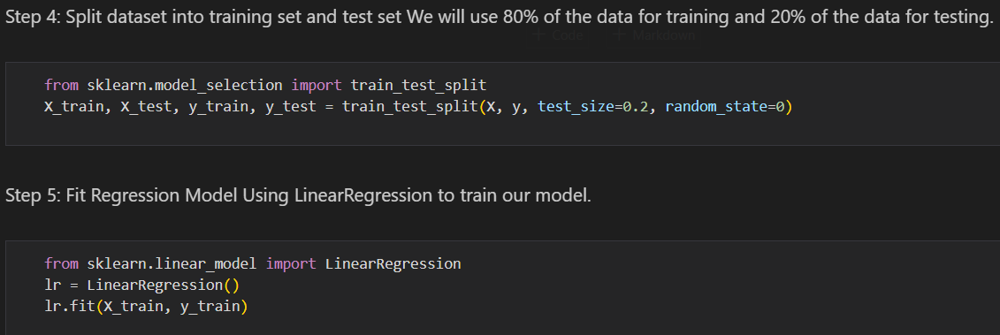 Step 4: Split dataset into training set and test set We will use 80% of the data for training and 20% of the data for testing.
+ Code + Markdown
from sklearn.model_selection import train_test_split
X_train, X_test, y_train, y_test = train_test_split(X, y, test_size=0.2, random_state=0)
Step 5: Fit Regression Model Using LinearRegression to train our model.
from sklearn.linear_model import LinearRegression
lr = LinearRegression()
lr.fit(X_train, y_train)